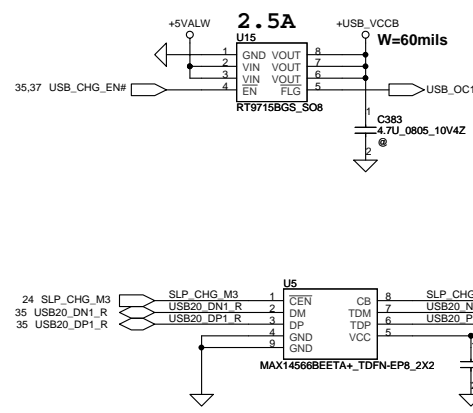 +5VALW 2.5A +USB_VCCB
U15 W=60mils
1 GND VOUT 8
2 VIN VOUT 7
3 VIN VOUT 6
35,37 USB_CHG_EN# 4 EN FLG 5 USB_OC1
RT9715BGS_SO8
1
C383
4.7U_0805_10V4Z
@
2
U5
24 SLP_CHG_M3 SLP_CHG_M3 1 CEN CB 8 SLP_CHG
35 USB20_DN1_R USB20_DN1_R 2 DM TDM 7 USB20_N
35 USB20_DP1_R USB20_DP1_R 3 DP TDP 6 USB20_P
4 GND VCC 5
9 GND
MAX14566BEETA+_TDFN-EP8_2X2